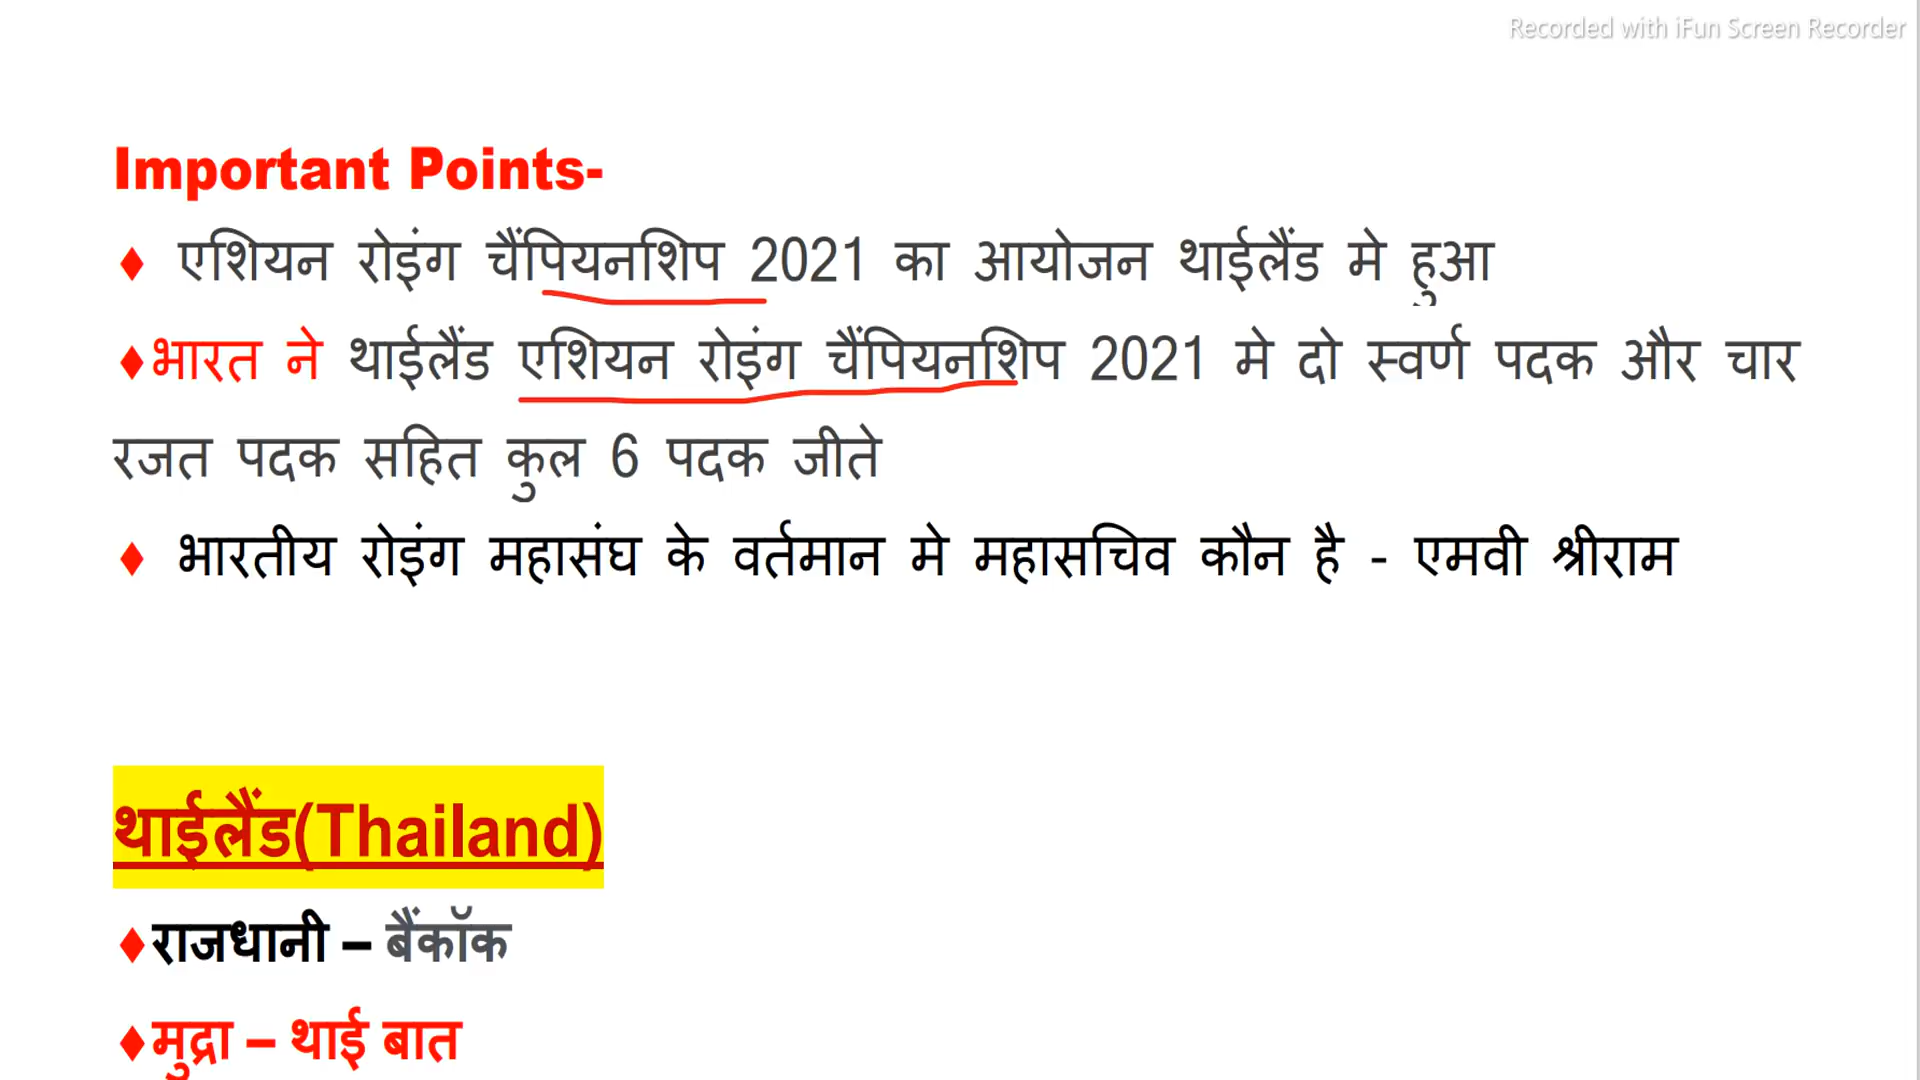 Recorded with iFun Screen Recorder
Important Points-
♦ एशियन रोइंग चैंपियनशिप 2021 का आयोजन थाईलैंड मे हुआ
♦भारत ने थाईलैंड एशियन रोइंग चैंपियनशिप 2021 मे दो स्वर्ण पदक और चार
रजत पदक सहित कुल 6 पदक जीते
♦ भारतीय रोइंग महासंघ के वर्तमान मे महासचिव कौन है - एमवी श्रीराम
थाईलैंड(Thailand)
♦राजधानी – बैंकॉक
♦मुद्रा – थाई बात